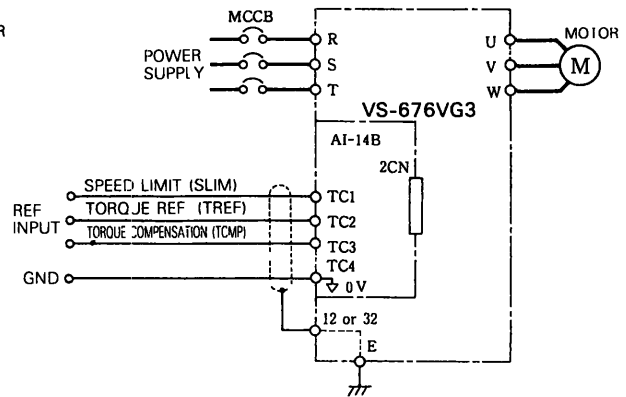 R
MCCB
POWER
SUPPLY
R
S
T
U
V
W
MOTOR
M
VS-676VG3
AI-14B
2CN
REF
INPUT
SPEED LIMIT (SLIM)
TORQUE REF (TREF)
TORQUE COMPENSATION (TCMP)
GND
TC1
TC2
TC3
TC4
0 V
12 or 32
E